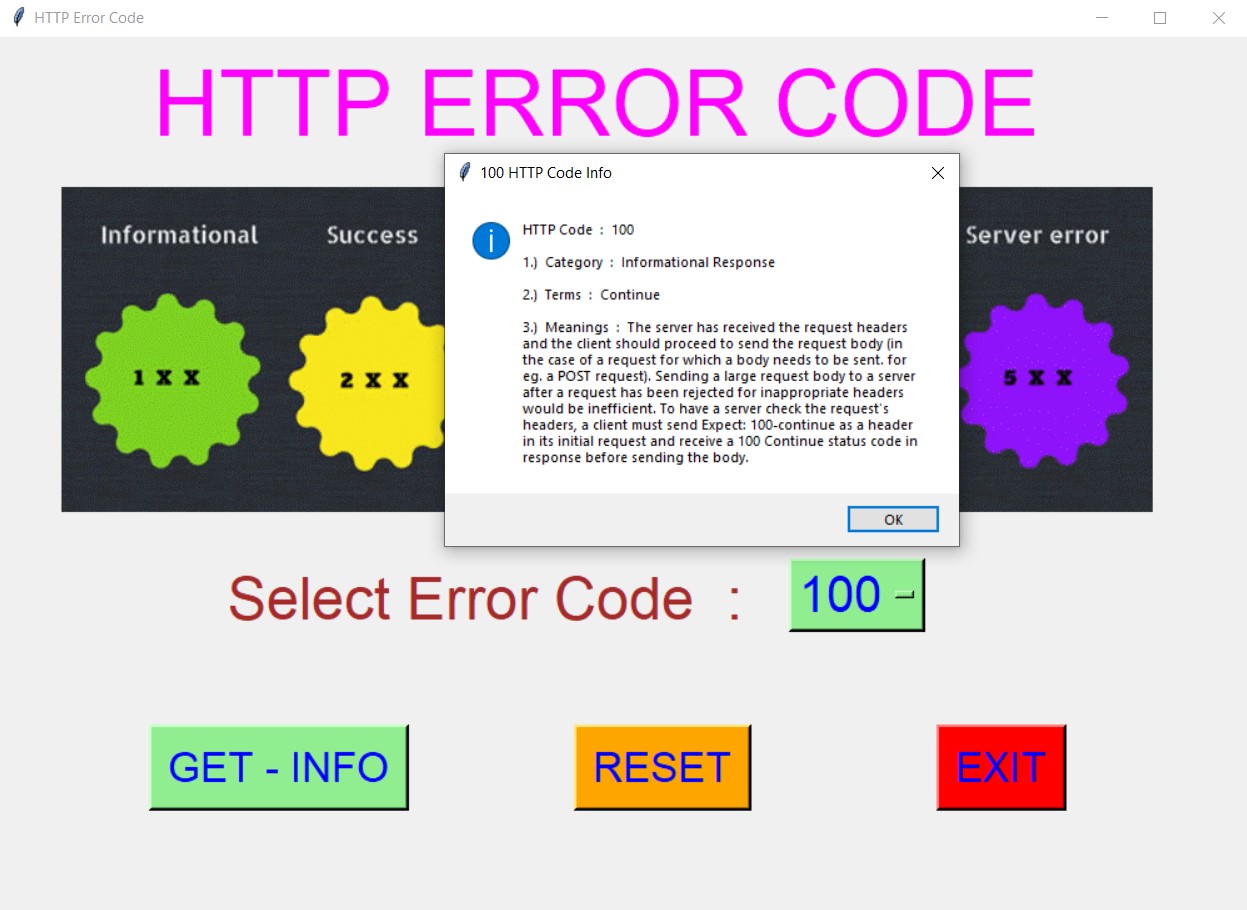 HTTP Error Code
HTTP ERROR CODE
100 HTTP Code Info
Informational
Success
Server error
HTTP Code : 100
1.) Category : Informational Response
2.) Terms : Continue
3.) Meanings : The server has received the request headers
and the client should proceed to send the request body (in
the case of a request for which a body needs to be sent. for
eg. a POST request). Sending a large request body to a server
after a request has been rejected for inappropriate headers
would be inefficient. To have a server check the request's
headers, a client must send Expect: 100-continue as a header
in its initial request and receive a 100 Continue status code in
response before sending the body.
1 X X
2 X X
5 X X
OK
Select Error Code : 100
GET - INFO
RESET
EXIT